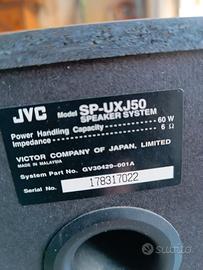 JVC Model SP-UXJ50
SPEAKER SYSTEM
Power Handling Capacity 60 W
Impedance 6 Ω
VICTOR COMPANY OF JAPAN, LIMITED
MADE IN MALAYSIA
System Part No. GV30429-001A
Serial No. 178317022
subito